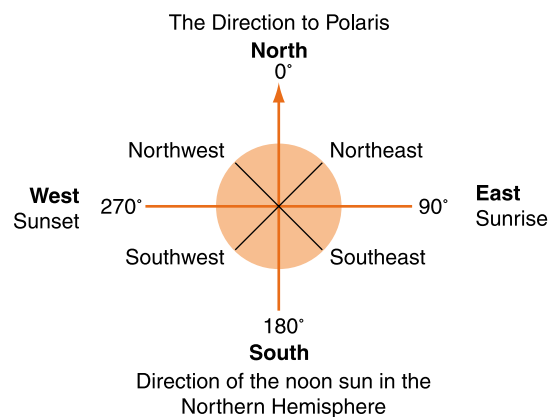 The Direction to Polaris
North
0°
Northwest
Northeast
West
Sunset
270°
90°
East
Sunrise
Southwest
Southeast
180°
South
Direction of the noon sun in the
Northern Hemisphere